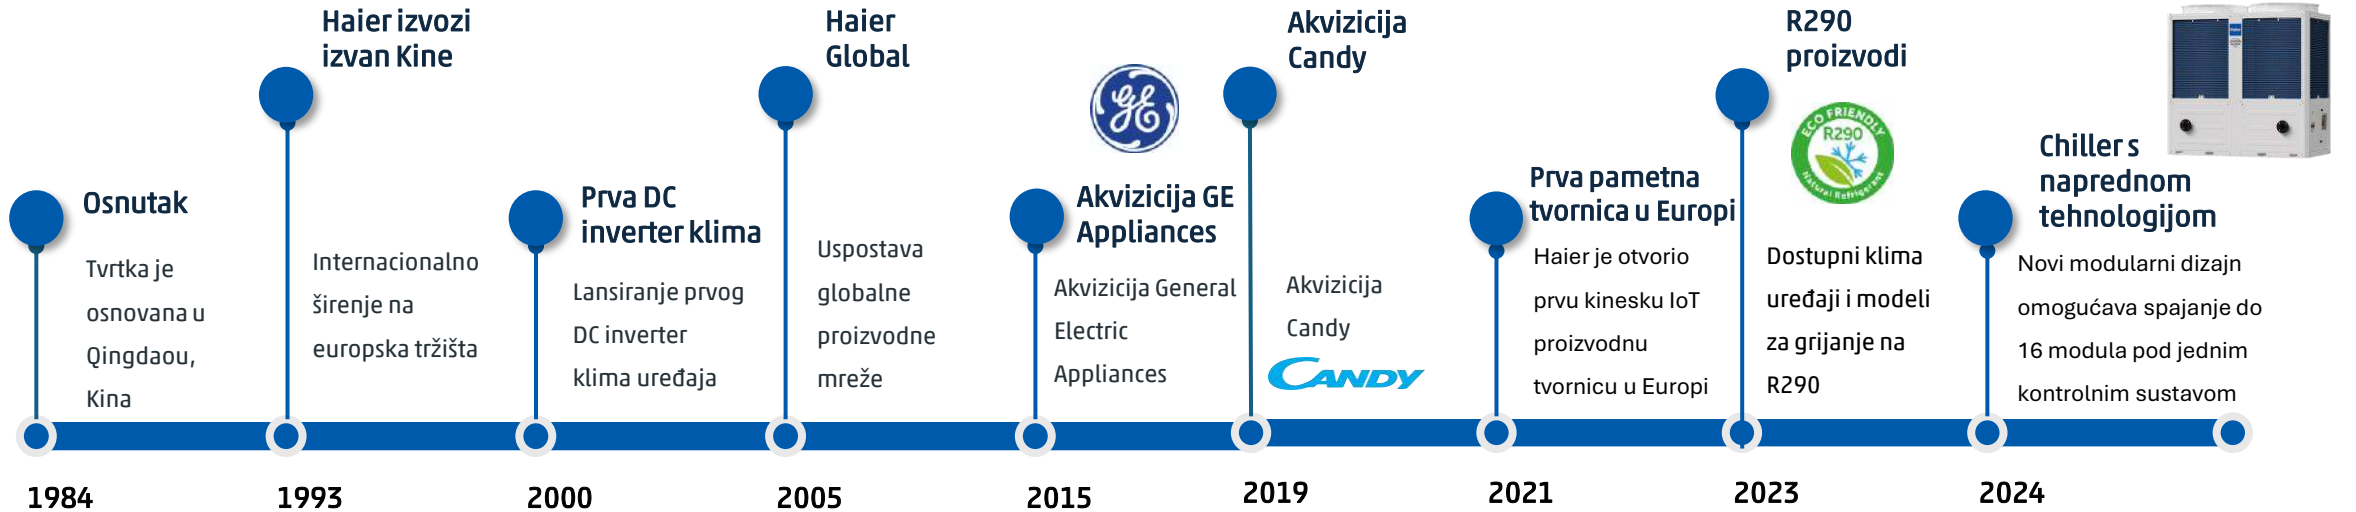 Osnutak
Tvrtka je
osnovana u
Qingdaou,
Kina
1984
Haier izvozi
izvan Kine
Internacionalno
širenje na
europska tržišta
1993
Prva DC
inverter klima
Lansiranje prvog
DC inverter
klima uređaja
2000
Haier
Global
Uspostava
globalne
proizvodne
mreže
2005
GE
Akvizicija GE
Appliances
Akvizicija General
Electric
Appliances
2015
Akvizicija
Candy
Akvizicija
Candy
CANDY
2019
Prva pametna
tvornica u Europi
Haier je otvorio
prvu kinesku IoT
proizvodnu
tvornicu u Europi
2021
R290
proizvodi
ECO FRIENDLY
R290
Natural Refrigerant
Dostupni klima
uređaji i modeli
za grijanje na
R290
2023
Chiller s
naprednom
tehnologijom
Novi modularni dizajn
omogućava spajanje do
16 modula pod jednim
kontrolnim sustavom
2024